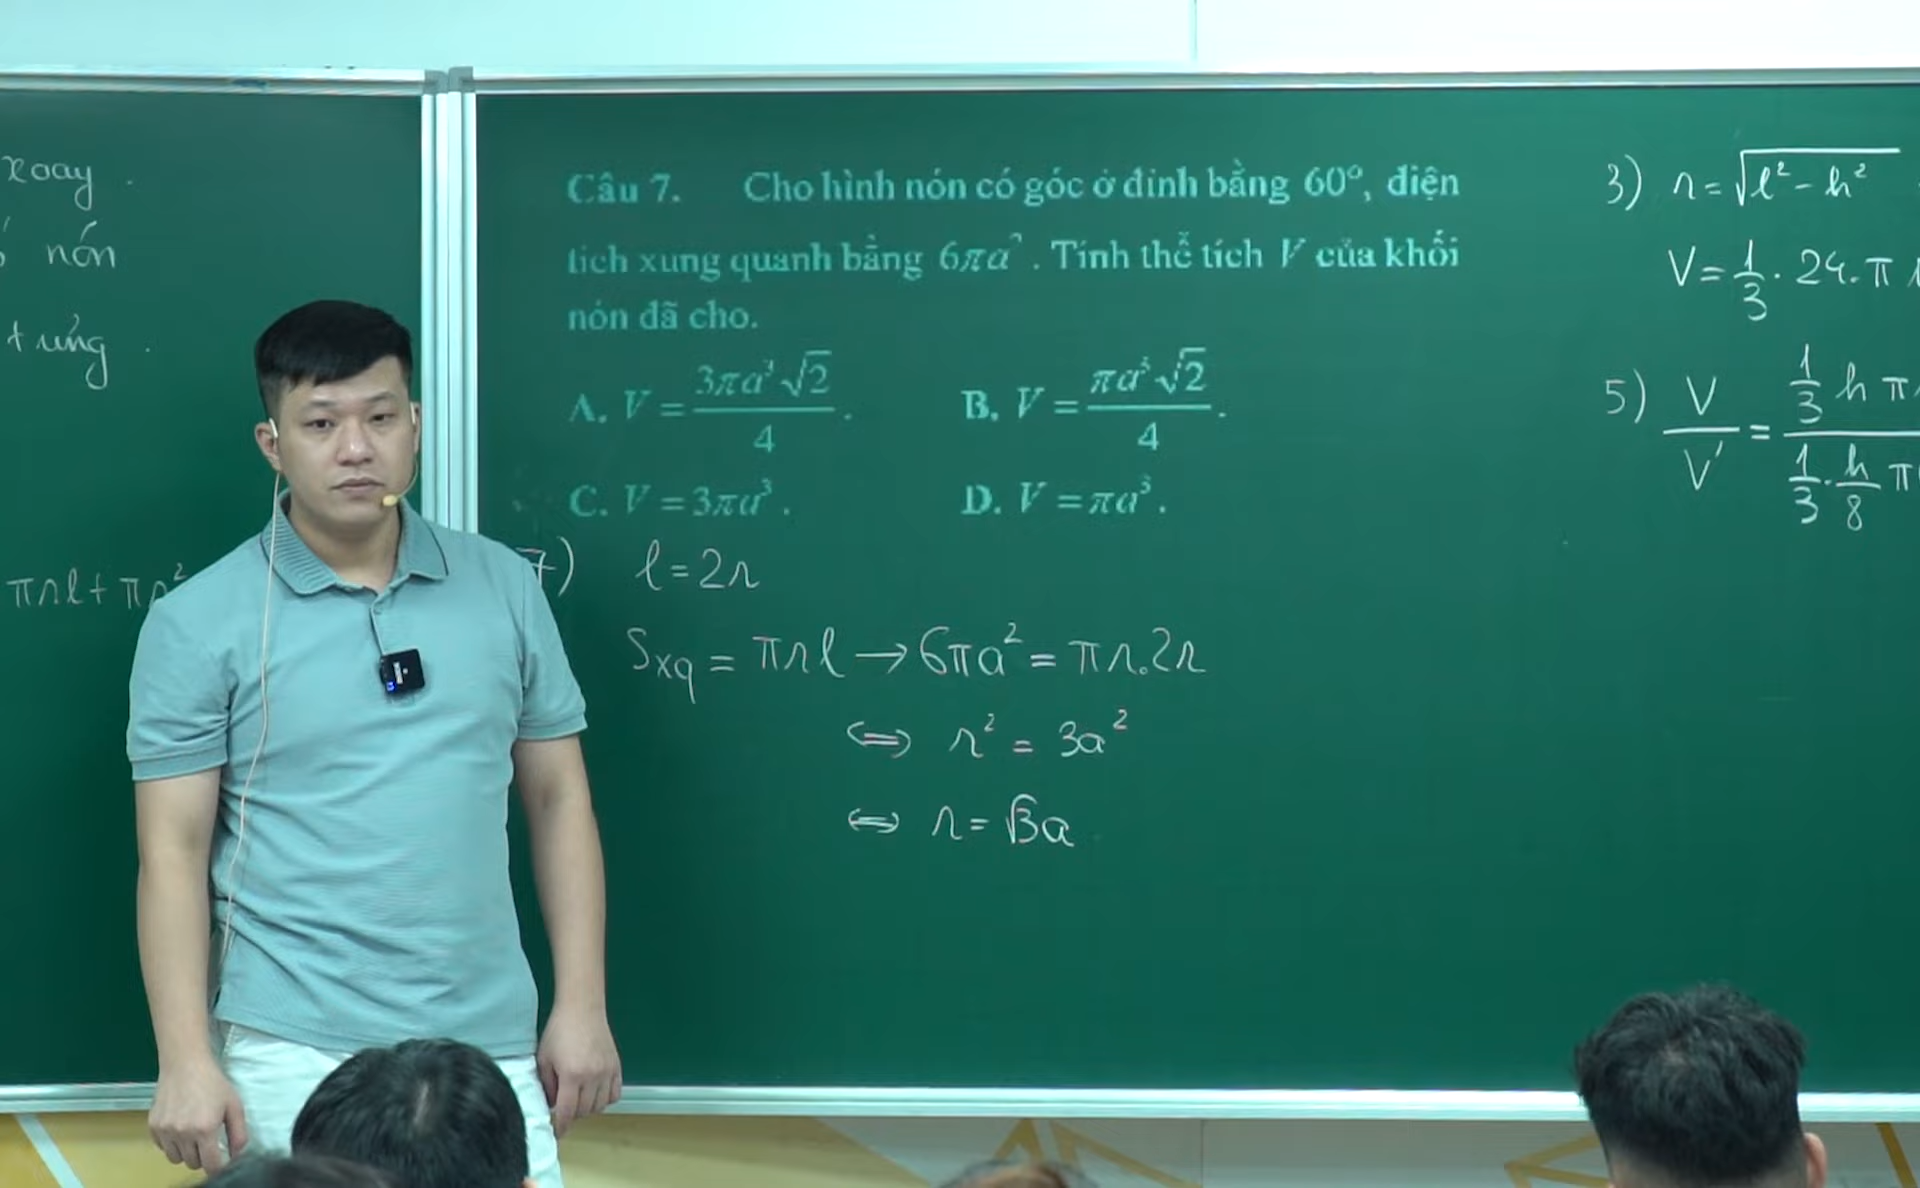 xoay.
nón
tưởng.
πrl + πr²
Câu 7. Cho hình nón có góc ở đỉnh bằng 60°, diện
tích xung quanh bằng 6πa². Tính thể tích V của khối
nón đã cho.
A. V = 3πa³√2/4. B. V = πa³√2/4.
C. V = 3πa³. D. V = πa³.
7) l = 2r
Sxq = πrl → 6πa² = πr.2r
⇔ r² = 3a²
⇔ r = √3a
3) r = √(l² - h²)
V = 1/3 . 24 . π
5) V/V' = (1/3 h π)/(1/3 . h/8 π)